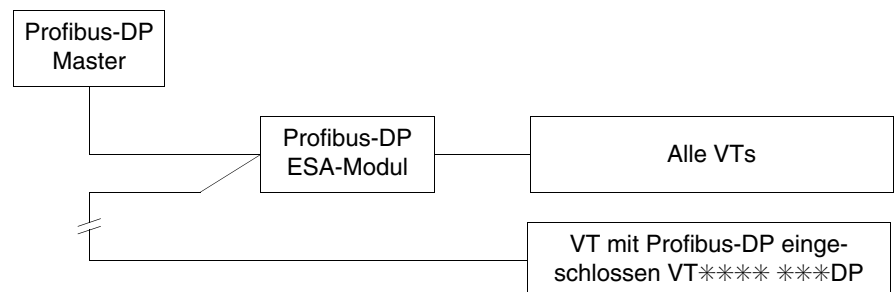 Profibus-DP
Master
Profibus-DP
ESA-Modul
Alle VTs
VT mit Profibus-DP einge-
schlossen VT✳✳✳✳ ✳✳✳DP